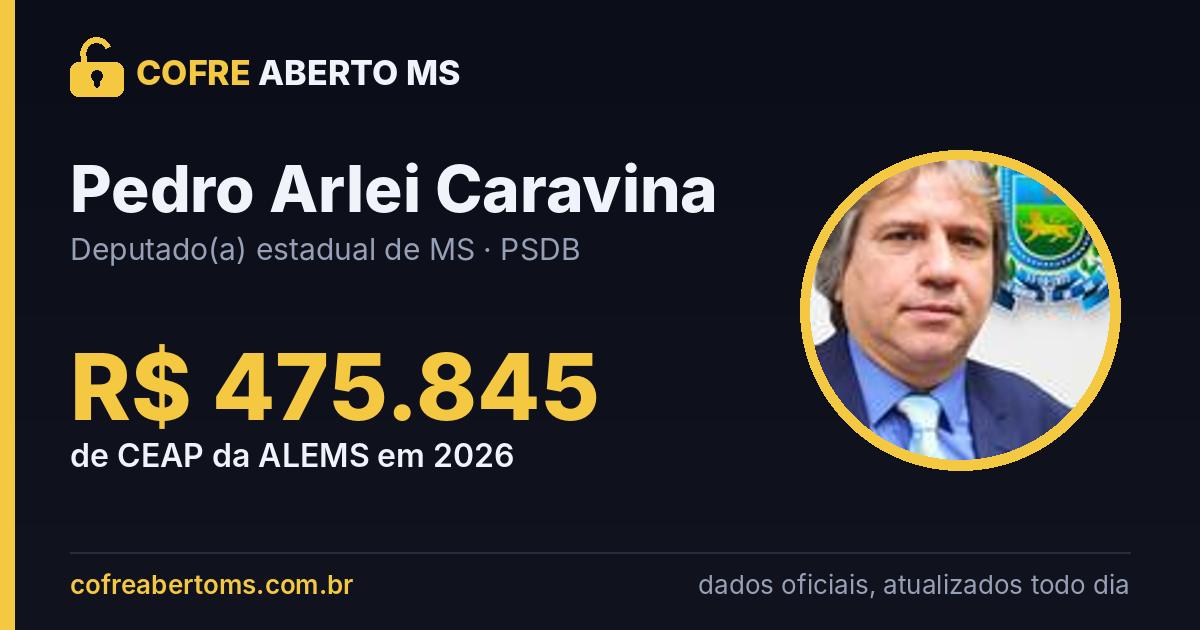 COFRE ABERTO MS
Pedro Arlei Caravina
Deputado(a) estadual de MS · PSDB
R$ 475.845
de CEAP da ALEMS em 2026
cofreabertoms.com.br
dados oficiais, atualizados todo dia